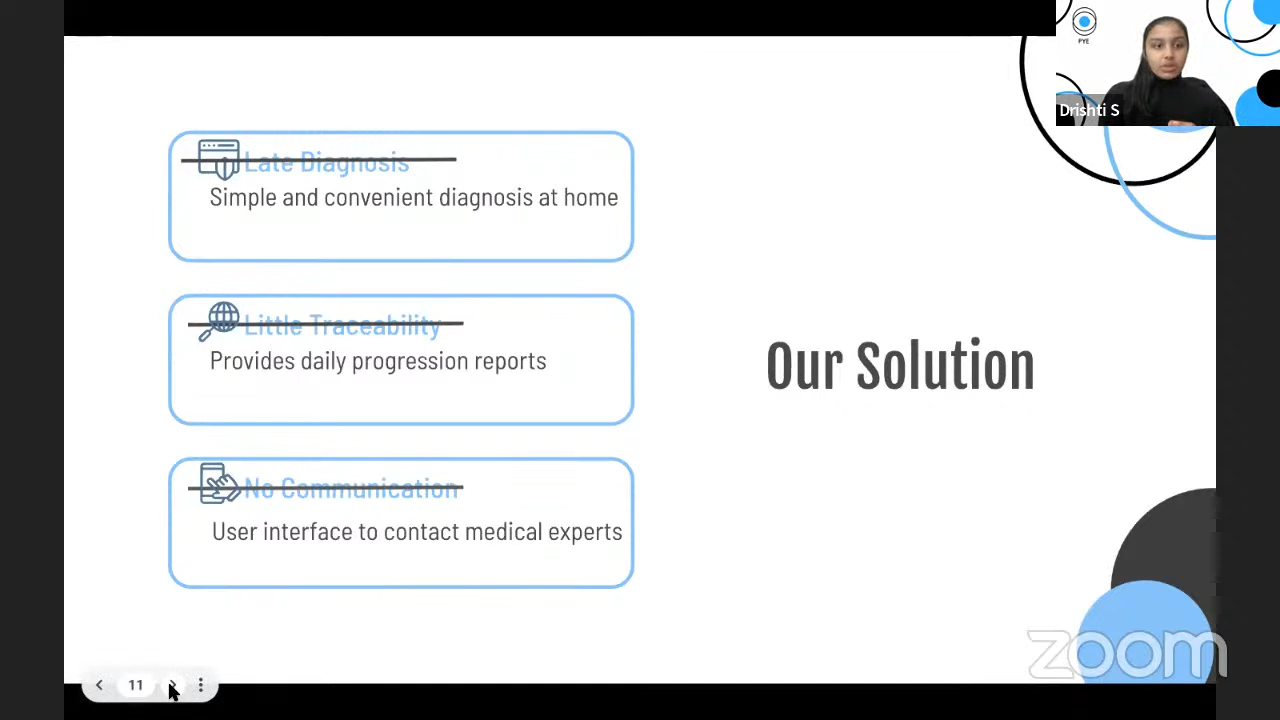 PYE
Drishti S
Late Diagnosis
Simple and convenient diagnosis at home
Little Traceability
Provides daily progression reports
No Communication
User interface to contact medical experts
Our Solution
zoom
11